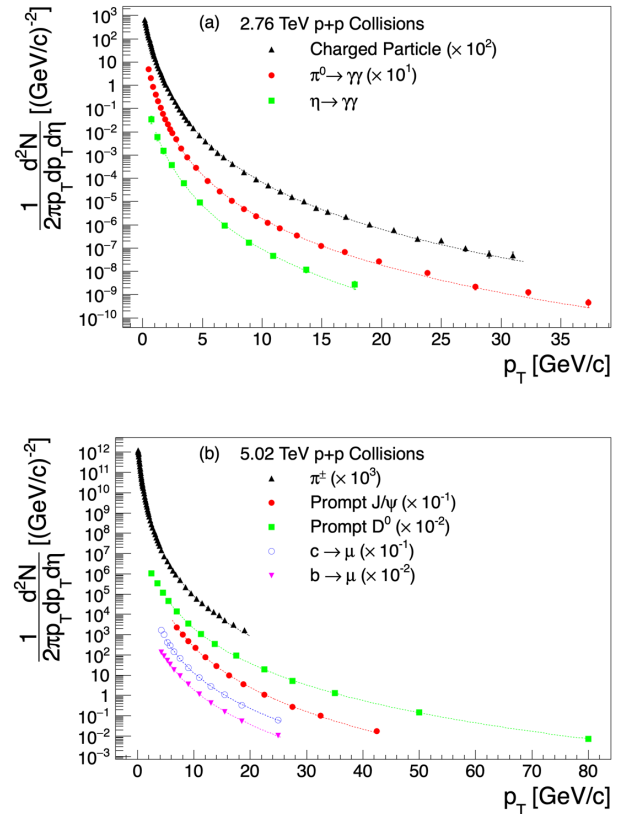 (a) 2.76 TeV p+p Collisions
Charged Particle (× 10²)
π⁰→ γγ (× 10¹)
η→ γγ
1/(2πp_T) d²N/(dp_T dη) [(GeV/c)⁻²]
10³
10²
10
1
10⁻¹
10⁻²
10⁻³
10⁻⁴
10⁻⁵
10⁻⁶
10⁻⁷
10⁻⁸
10⁻⁹
10⁻¹⁰
0 5 10 15 20 25 30 35
p_T [GeV/c]
(b) 5.02 TeV p+p Collisions
π± (× 10³)
Prompt J/ψ (× 10⁻¹)
Prompt D⁰ (× 10⁻²)
c → μ (× 10⁻¹)
b → μ (× 10⁻²)
1/(2πp_T) d²N/(dp_T dη) [(GeV/c)⁻²]
10¹²
10¹¹
10¹⁰
10⁹
10⁸
10⁷
10⁶
10⁵
10⁴
10³
10²
10
1
10⁻¹
10⁻²
10⁻³
0 10 20 30 40 50 60 70 80
p_T [GeV/c]